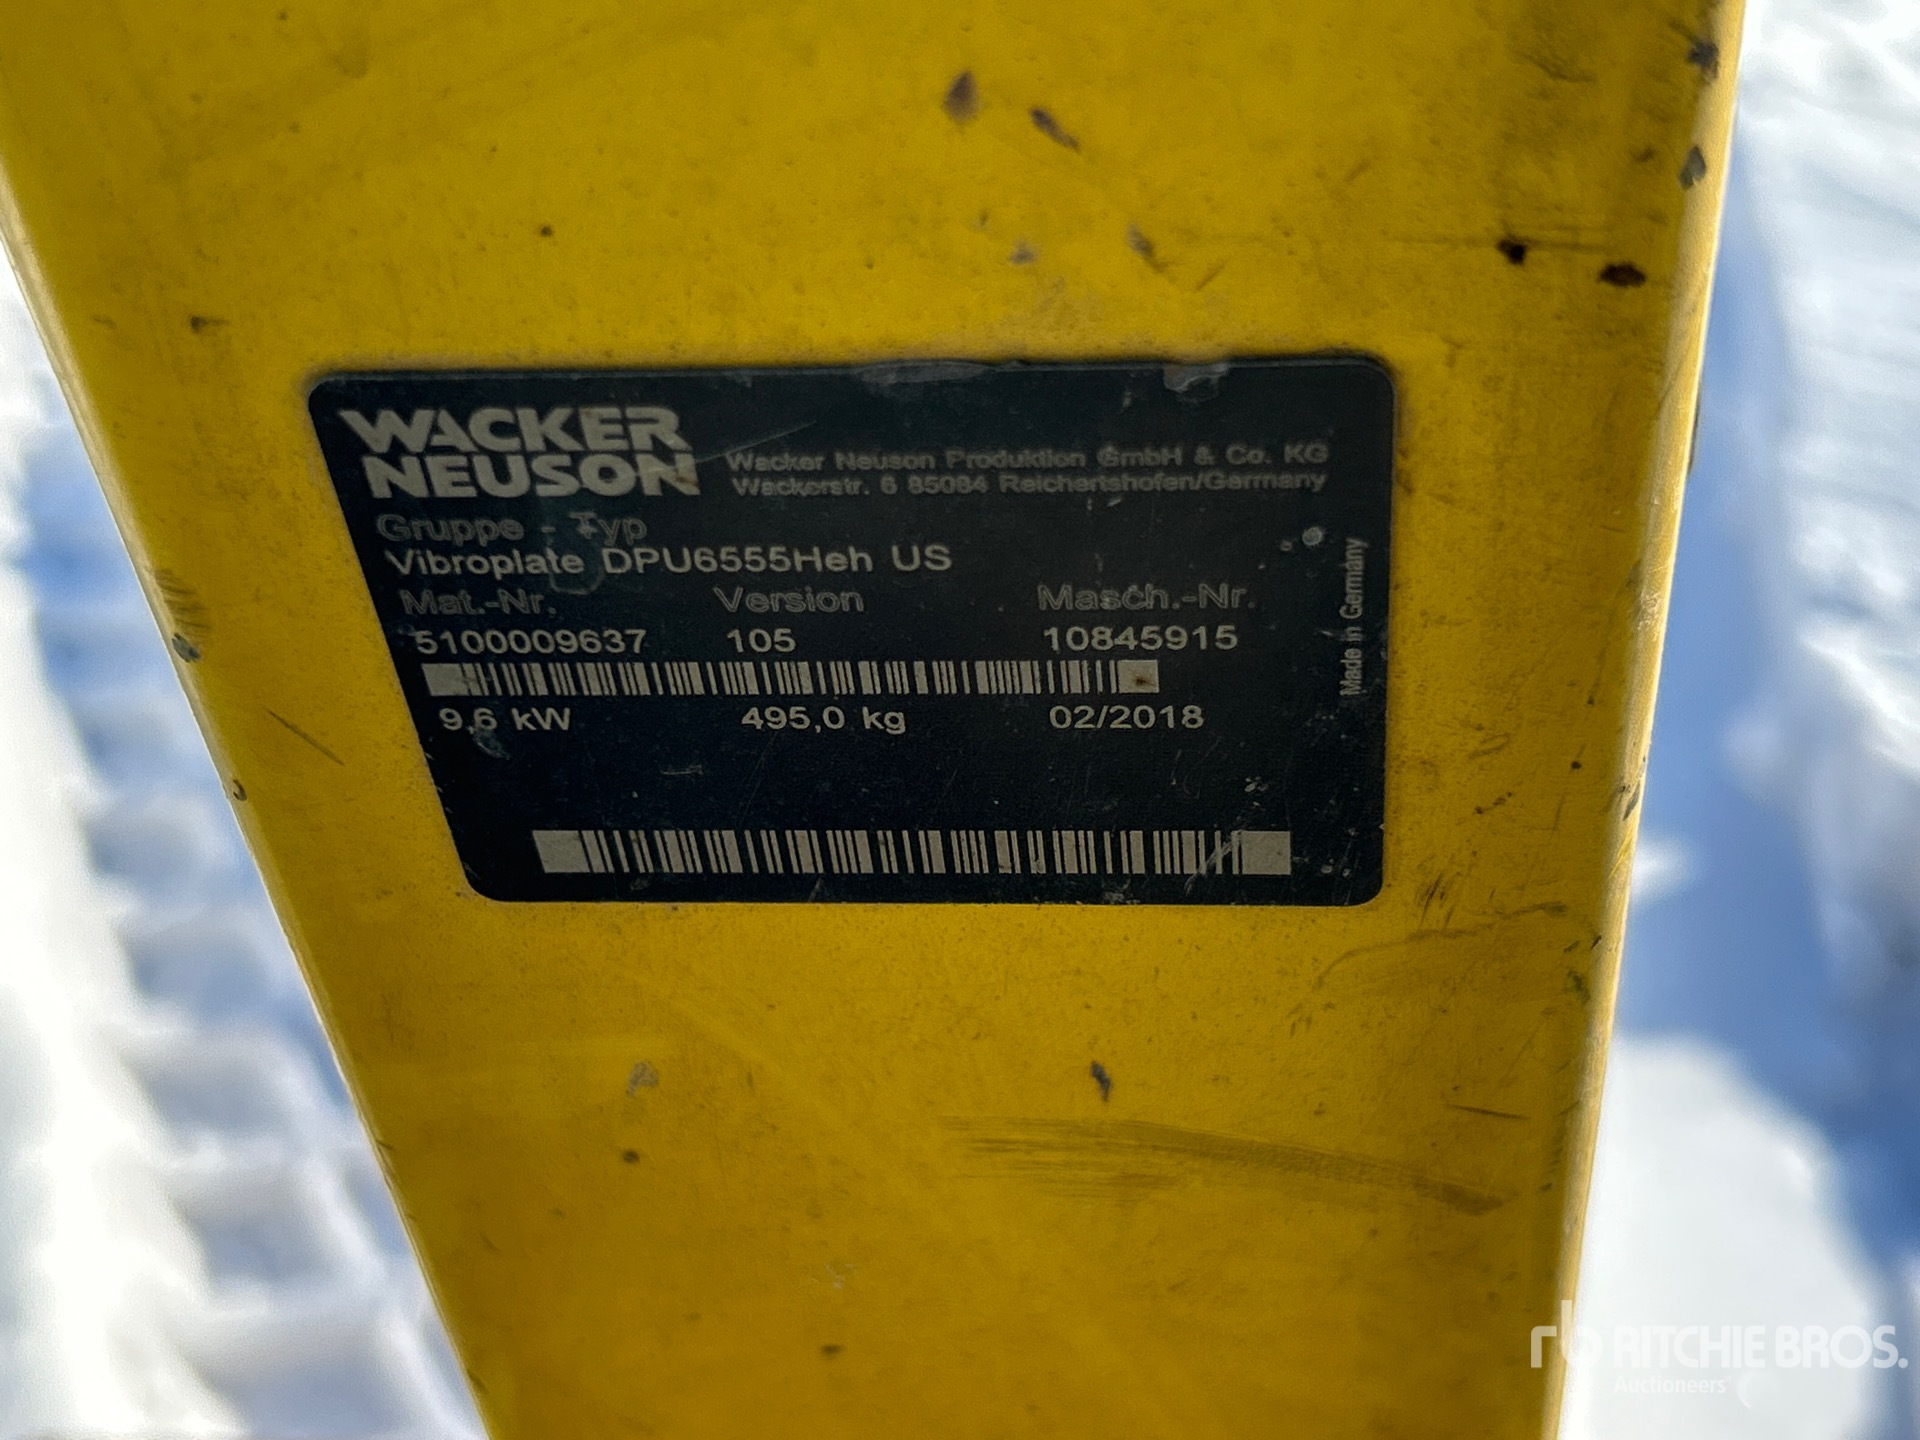 WACKER
NEUSON
Wacker Neuson Produktion GmbH & Co. KG
Wackerstr. 6 85084 Reichertshofen/Germany
Gruppe - Typ
Vibroplate DPU6555Heh US
Mat.-Nr. Version Masch.-Nr.
5100009637 105 10845915
9,6 kW 495,0 kg 02/2018
Made in Germany
rb RITCHIE BROS.
Auctioneers